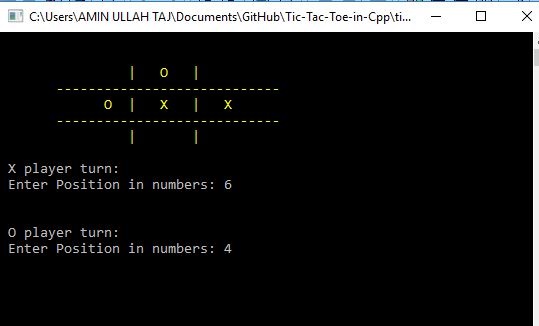 C:\Users\AMIN ULLAH TAJ\Documents\GitHub\Tic-Tac-Toe-in-Cpp\ti...
| O |
----------------------------
O | X | X
----------------------------
| |
X player turn:
Enter Position in numbers: 6
O player turn:
Enter Position in numbers: 4